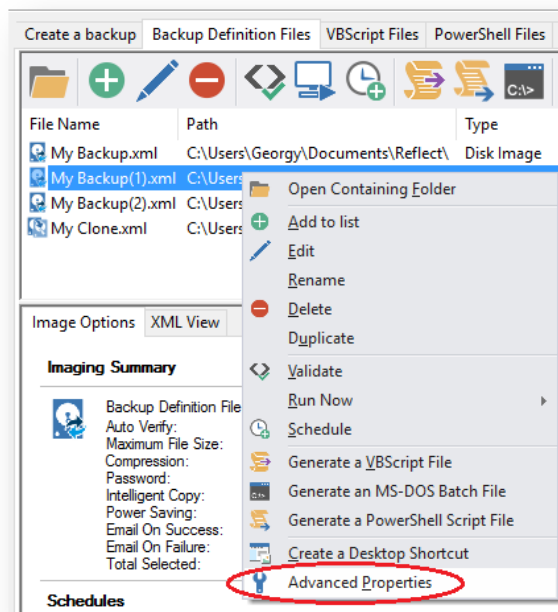 Create a backup Backup Definition Files VBScript Files PowerShell Files
C:\>
File Name Path Type
My Backup.xml C:\Users\Georgy\Documents\Reflect\ Disk Image
My Backup(1).xml C:\Users
My Backup(2).xml C:\Users
My Clone.xml C:\Users
Open Containing Folder
Add to list
Edit
Rename
Delete
Duplicate
Validate
Run Now
Schedule
Generate a VBScript File
Generate an MS-DOS Batch File
Generate a PowerShell Script File
Create a Desktop Shortcut
Advanced Properties
Image Options XML View
Imaging Summary
Backup Definition File
Auto Verify:
Maximum File Size:
Compression:
Password:
Intelligent Copy:
Power Saving:
Email On Success:
Email On Failure:
Total Selected:
Schedules